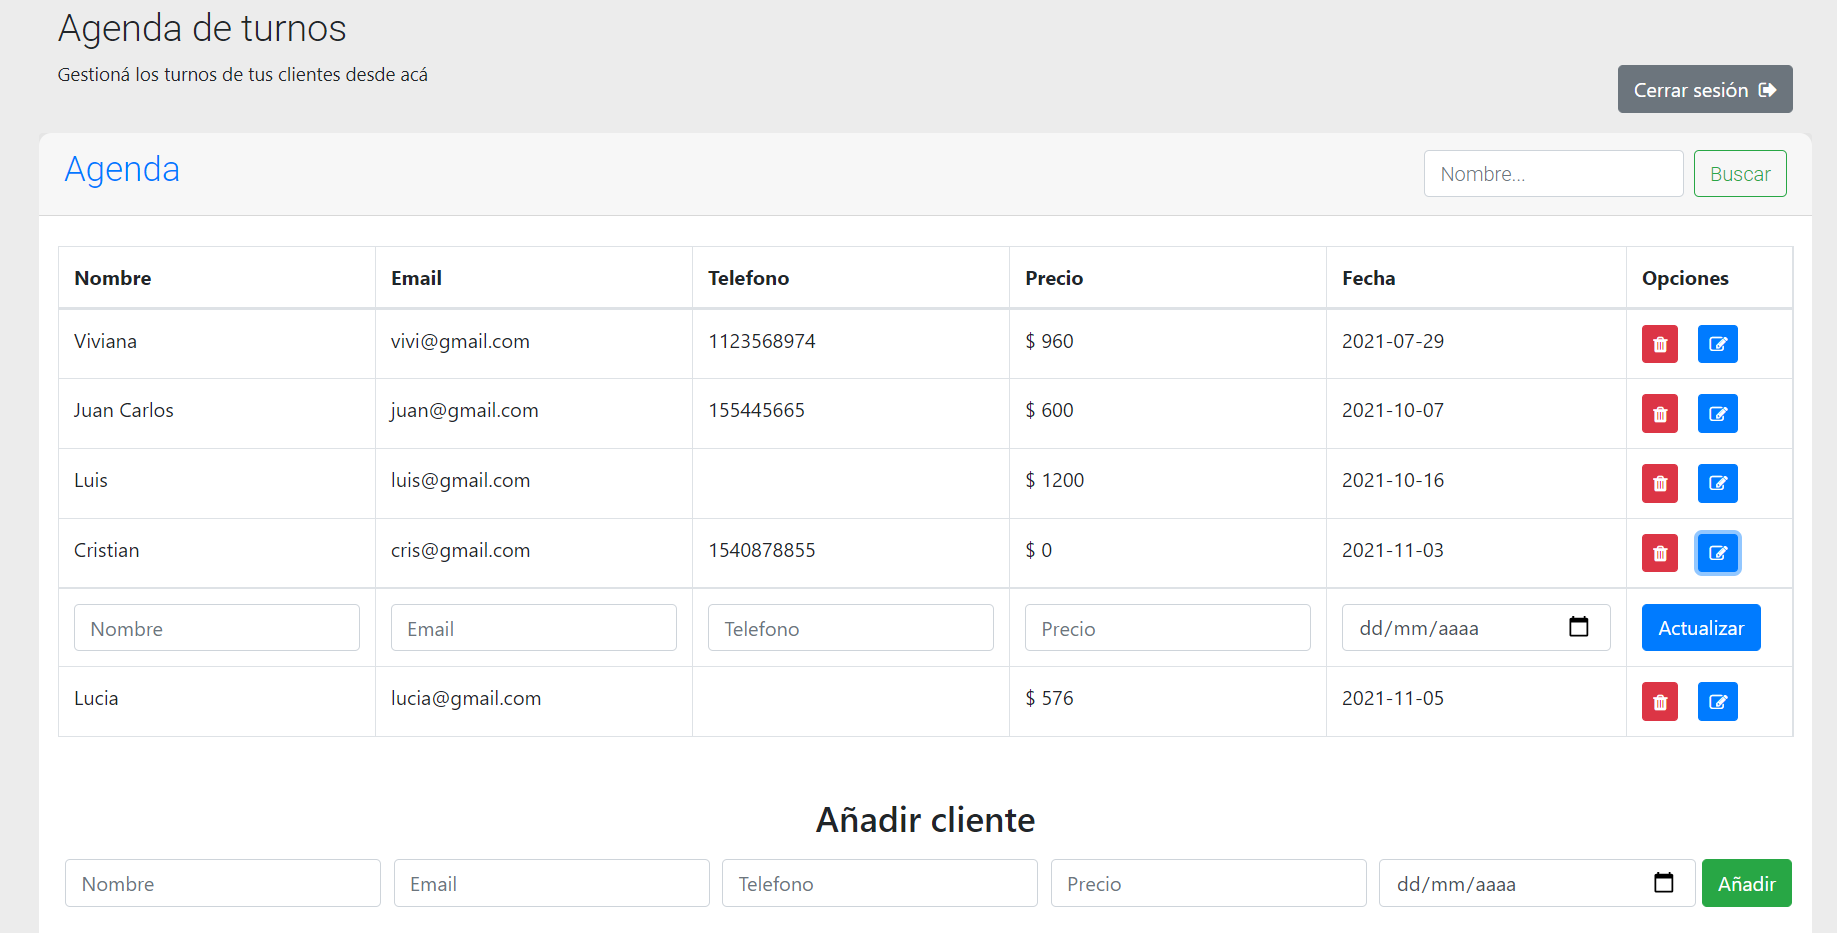 Agenda de turnos
Gestioná los turnos de tus clientes desde acá
Cerrar sesión
Agenda
Nombre...
Buscar
Nombre Email Telefono Precio Fecha Opciones
Viviana vivi@gmail.com 1123568974 $ 960 2021-07-29
Juan Carlos juan@gmail.com 155445665 $ 600 2021-10-07
Luis luis@gmail.com $ 1200 2021-10-16
Cristian cris@gmail.com 1540878855 $ 0 2021-11-03
Nombre Email Telefono Precio dd/mm/aaaa Actualizar
Lucia lucia@gmail.com $ 576 2021-11-05
Añadir cliente
Nombre Email Telefono Precio dd/mm/aaaa Añadir